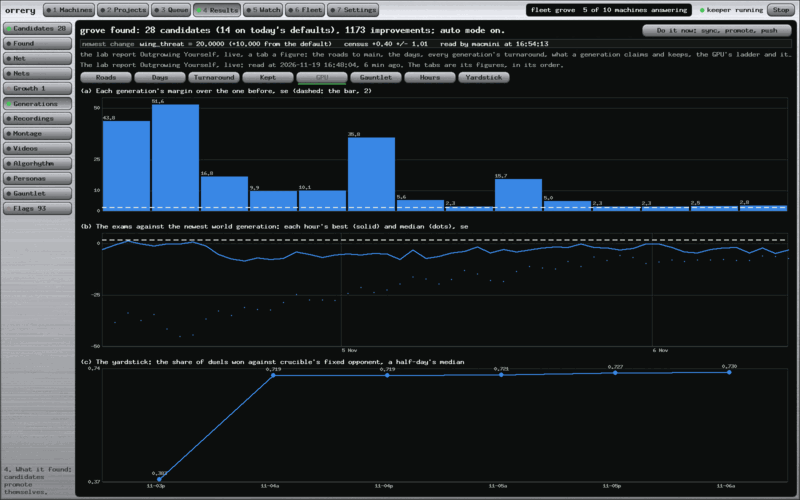 orrery 1 Machines 2 Projects 3 Queue 4 Results 5 Watch 6 Fleet 7 Settings fleet grove 5 of 10 machines answering keeper running Stop
Candidates 28
Found
Net
Nets
Growth 1
Generations
Recordings
Montage
Videos
Algorhythm
Personas
Gauntlet
Flags 93
4. What it found:
candidates
promote
themselves.
grove found: 28 candidates (14 on today's defaults), 1173 improvements; auto mode on.
Do it now: sync, promote, push
newest change wing_threat = 20,0000 (+10,000 from the default) census +0,40 +/- 1,01 read by macmini at 16:54:13
the lab report Outgrowing Yourself, live, a tab a figure: the roads to main, the days, every generation's turnaround, what a generation claims and keeps, the GPU's ladder and it…
The lab report Outgrowing Yourself, live; read at 2026-11-19 16:48:04, 6 min ago. The tabs are its figures, in its order.
Roads Days Turnaround Kept GPU Gauntlet Hours Yardstick
(a) Each generation's margin over the one before, se (dashed: the bar, 2)
50
25
10
0
43,8 51,6 16,8 9,9 10,1 35,8 5,6 2,3 15,7 5,0 2,3 2,3 2,5 2,8
(b) The exams against the newest world generation: each hour's best (solid) and median (dots), se
0
-25
-50
5 Nov 6 Nov
(c) The yardstick: the share of duels won against crucible's fixed opponent, a half-day's median
0,74
0,37
0,719 0,719 0,721 0,727 0,730
11-03p 11-04a 11-04p 11-05a 11-05p 11-06a